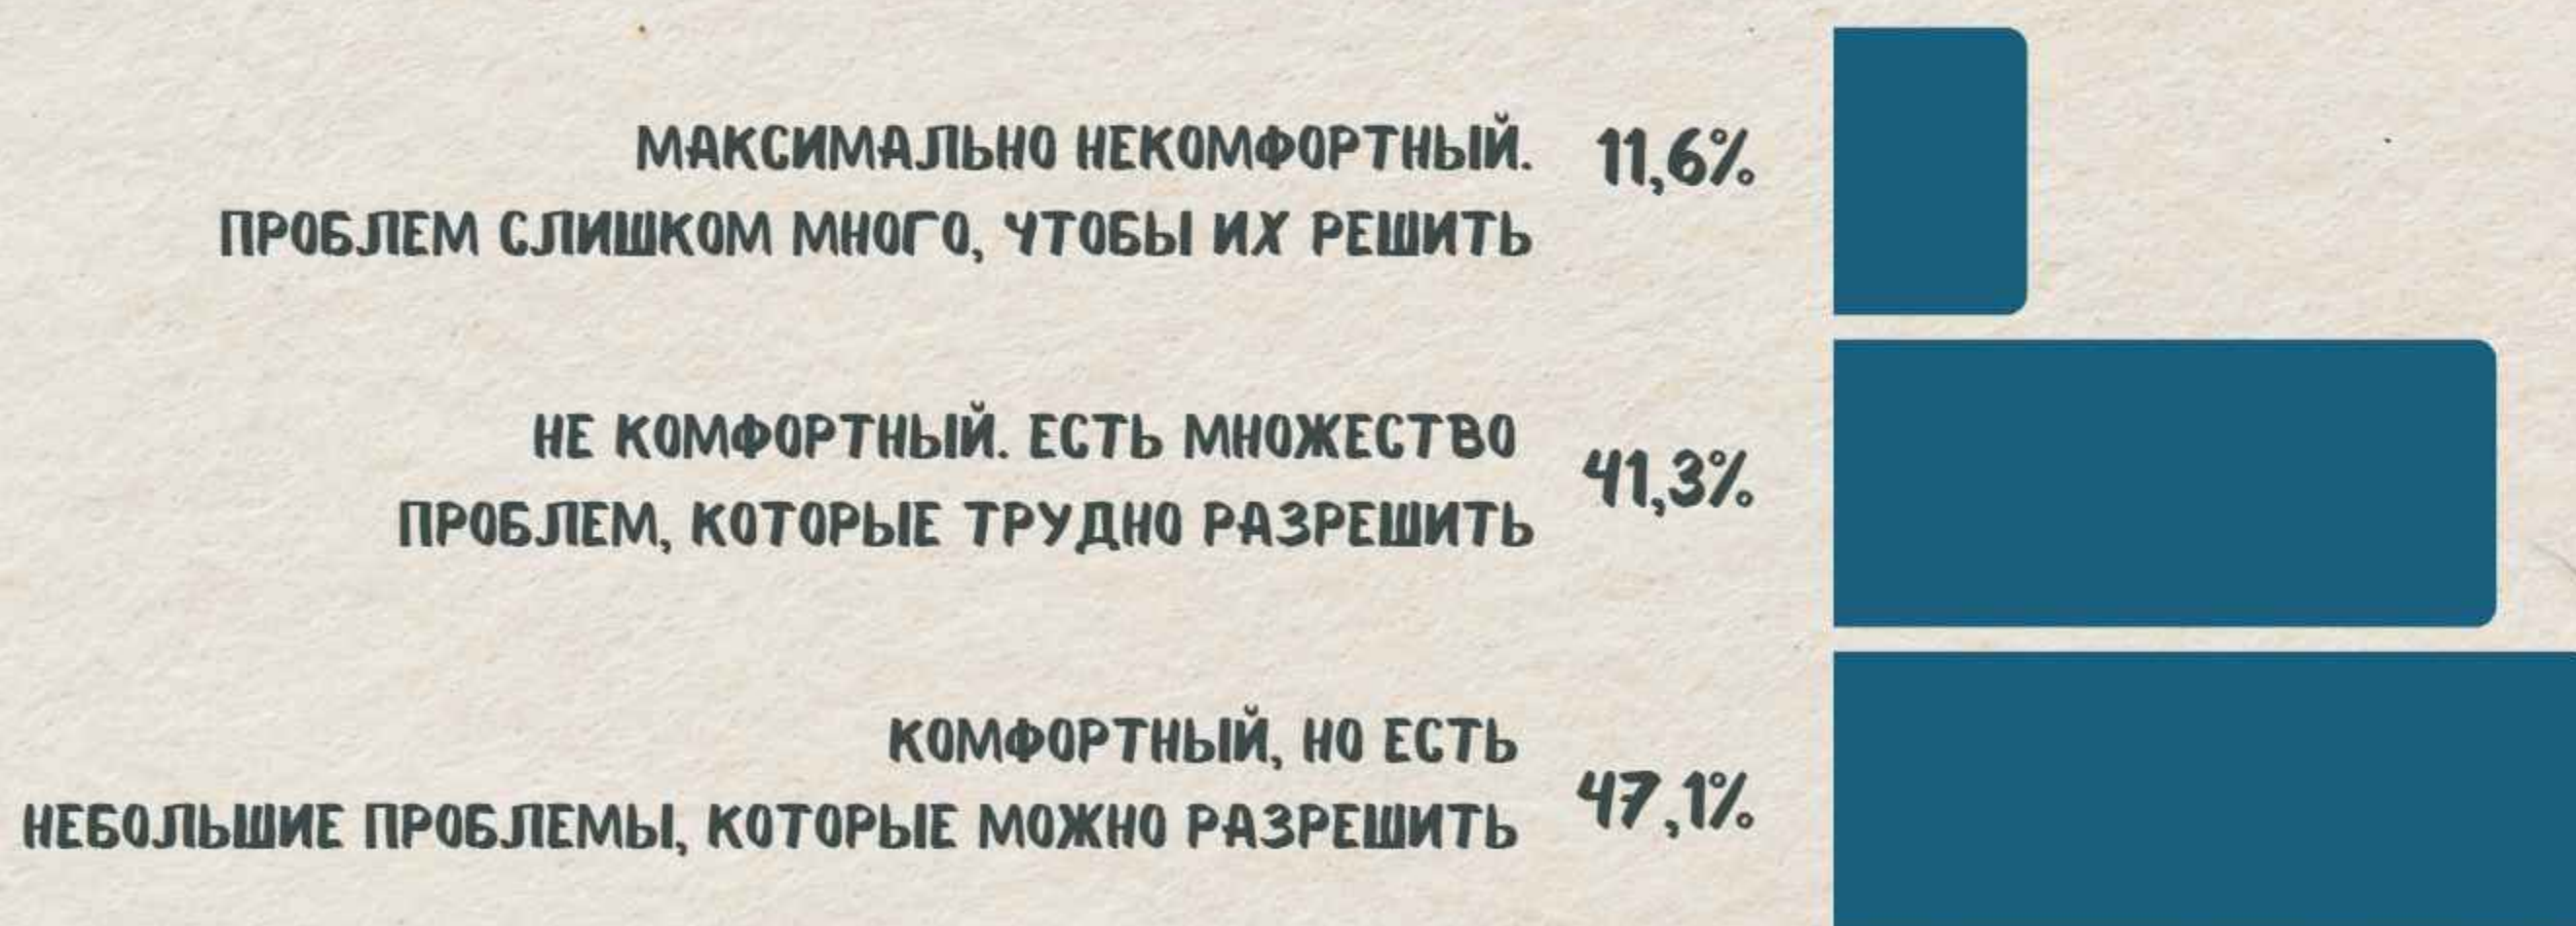 МАКСИМАЛЬНО НЕКОМФОРТНЫЙ.
ПРОБЛЕМ СЛИШКОМ МНОГО, ЧТОБЫ ИХ РЕШИТЬ
11,6%
НЕ КОМФОРТНЫЙ. ЕСТЬ МНОЖЕСТВО
ПРОБЛЕМ, КОТОРЫЕ ТРУДНО РАЗРЕШИТЬ
41,3%
КОМФОРТНЫЙ, НО ЕСТЬ
НЕБОЛЬШИЕ ПРОБЛЕМЫ, КОТОРЫЕ МОЖНО РАЗРЕШИТЬ
47,1%